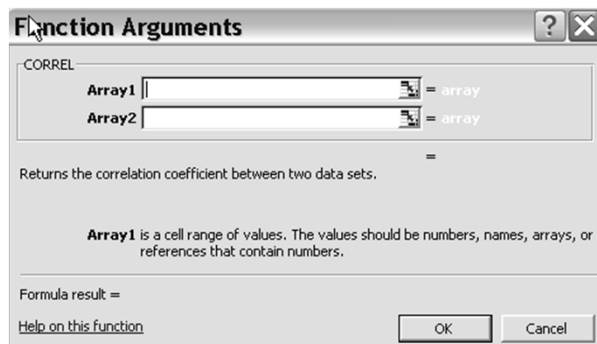 Function Arguments
CORREL
Array1 = array
Array2 = array
=
Returns the correlation coefficient between two data sets.
Array1 is a cell range of values. The values should be numbers, names, arrays, or
references that contain numbers.
Formula result =
Help on this function OK Cancel